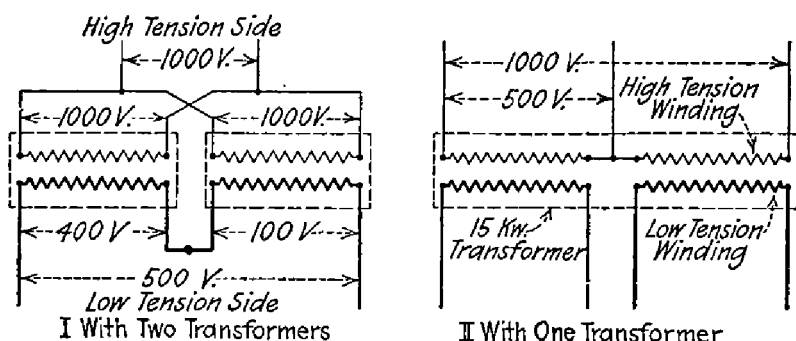 High Tension Side
1000 V.
1000 V.
1000 V.
400 V
100 V.
500 V.
Low Tension Side
I With Two Transformers
1000 V.
500 V.
High Tension
Winding
15 Kw.
Transformer
Low Tension
Winding
II With One Transformer